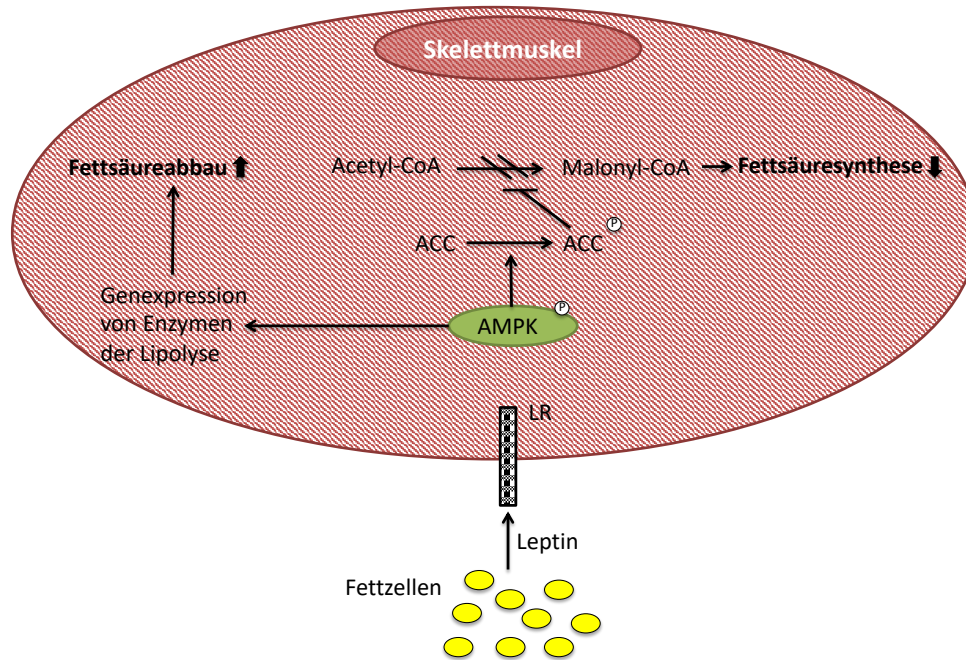 Skelettmuskel
Fettsäureabbau
Acetyl-CoA
Malonyl-CoA
Fettsäuresynthese
ACC
ACC
P
Genexpression
von Enzymen
der Lipolyse
AMPK
P
LR
Leptin
Fettzellen